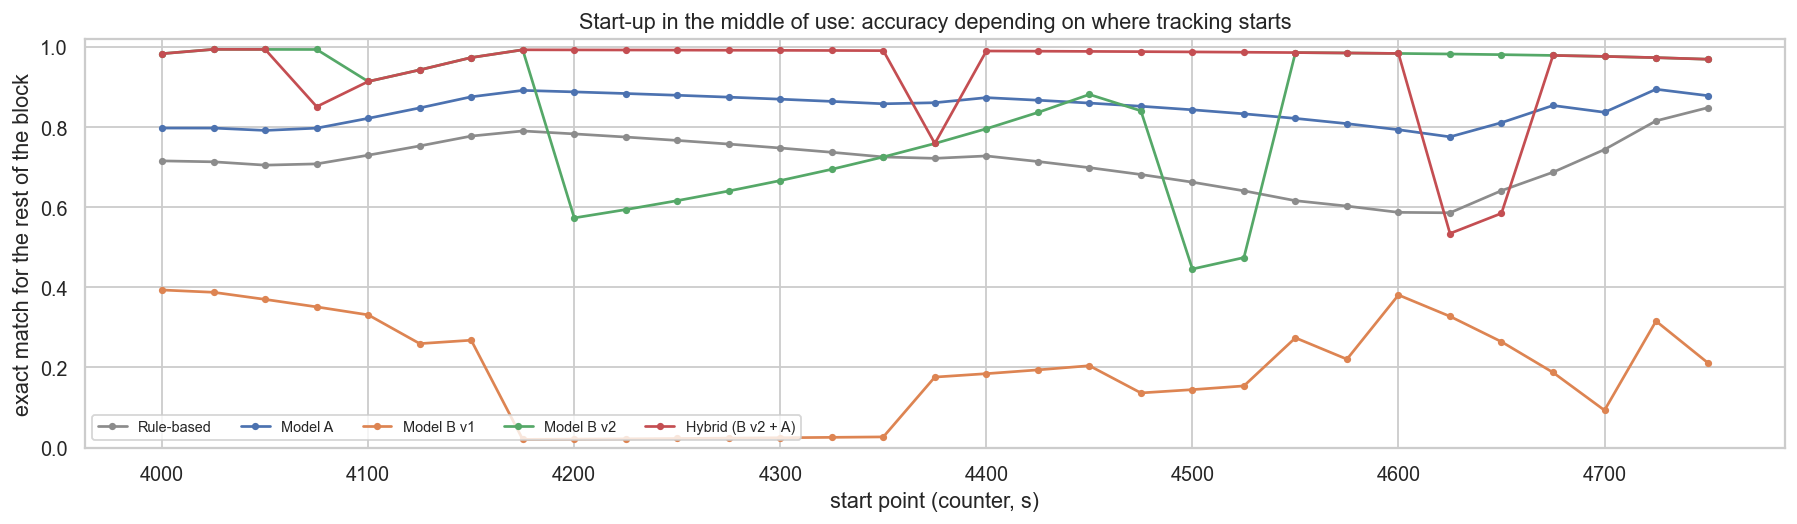 Start-up in the middle of use: accuracy depending on where tracking starts
exact match for the rest of the block
1.0
0.8
0.6
0.4
0.2
0.0
Rule-based Model A Model B v1 Model B v2 Hybrid (B v2 + A)
4000 4100 4200 4300 4400 4500 4600 4700
start point (counter, s)